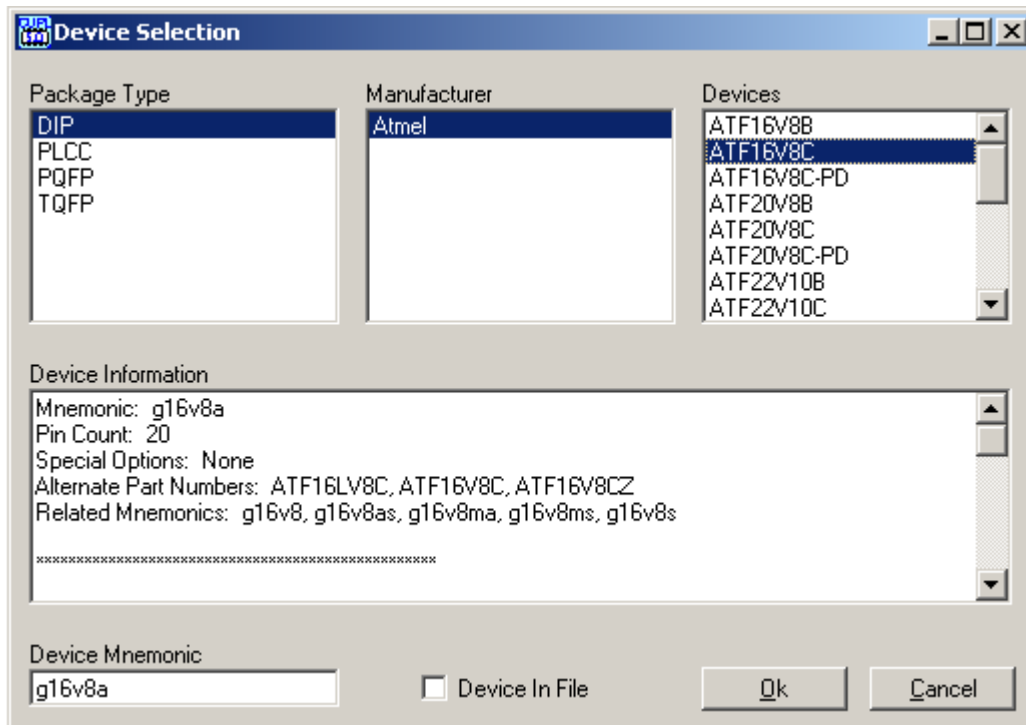 Device Selection
Package Type
Manufacturer
Devices
DIP
PLCC
PQFP
TQFP
Atmel
ATF16V8B
ATF16V8C
ATF16V8C-PD
ATF20V8B
ATF20V8C
ATF20V8C-PD
ATF22V10B
ATF22V10C
Device Information
Mnemonic: g16v8a
Pin Count: 20
Special Options: None
Alternate Part Numbers: ATF16LV8C, ATF16V8C, ATF16V8CZ
Related Mnemonics: g16v8, g16v8as, g16v8ma, g16v8ms, g16v8s
**************************************************
Device Mnemonic
g16v8a
Device In File
Ok
Cancel